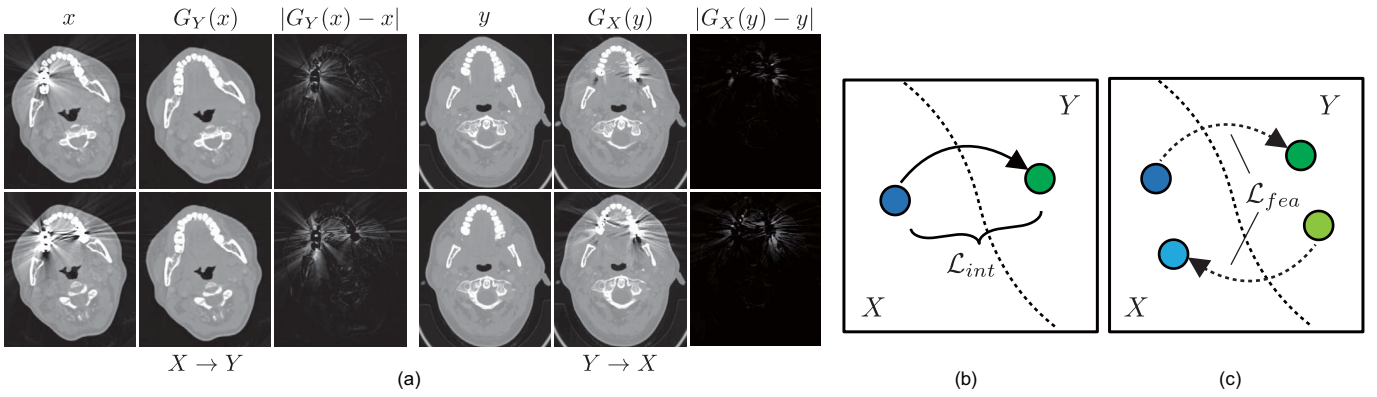 x G_Y(x) |G_Y(x) − x| y G_X(y) |G_X(y) − y|
X → Y (a) Y → X
Y
ℒ_int
X
(b)
Y
ℒ_fea
X
(c)